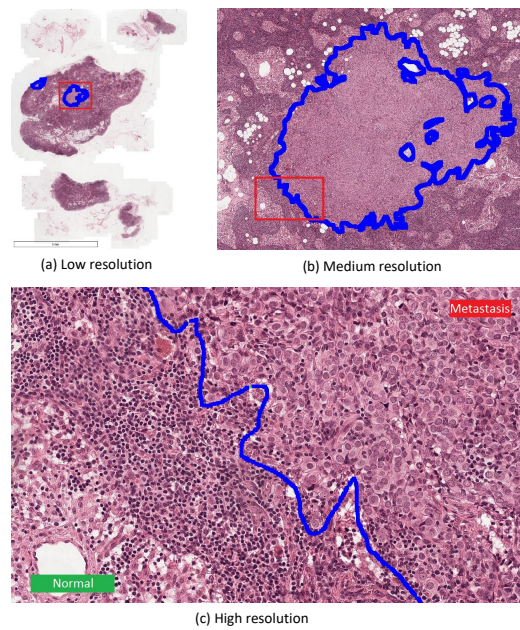 (a) Low resolution
(b) Medium resolution
Metastasis
Normal
(c) High resolution